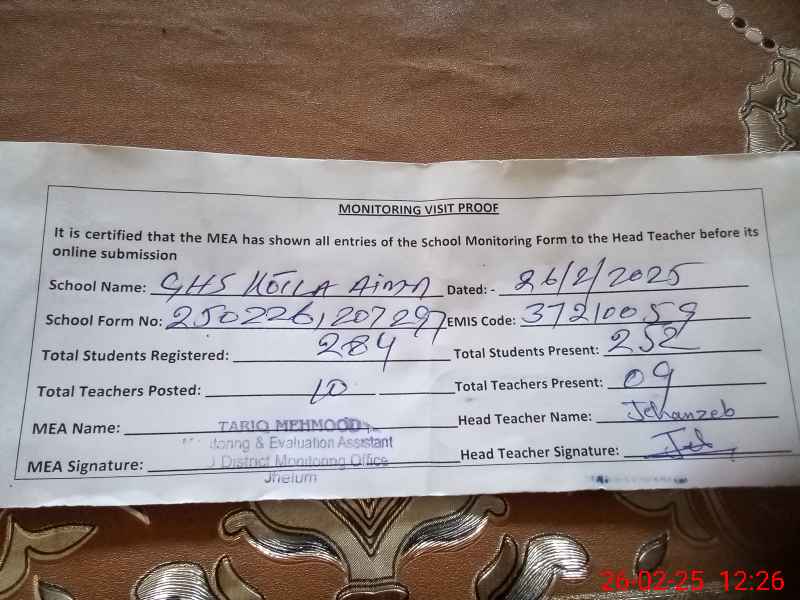 MONITORING VISIT PROOF
It is certified that the MEA has shown all entries of the School Monitoring Form to the Head Teacher before its
online submission
School Name: GHS KOTLA Aima Dated: - 26/2/2025
School Form No: 250226,207297 EMIS Code: 37210059
Total Students Registered: 284 Total Students Present: 252
Total Teachers Posted: 10 Total Teachers Present: 09
MEA Name: TARIQ MEHMOOD Head Teacher Name: Jehanzeb
itoring & Evaluation Assistant
MEA Signature: District Monitoring Office Head Teacher Signature: Jeh
Jhelum
26-02-25 12:26